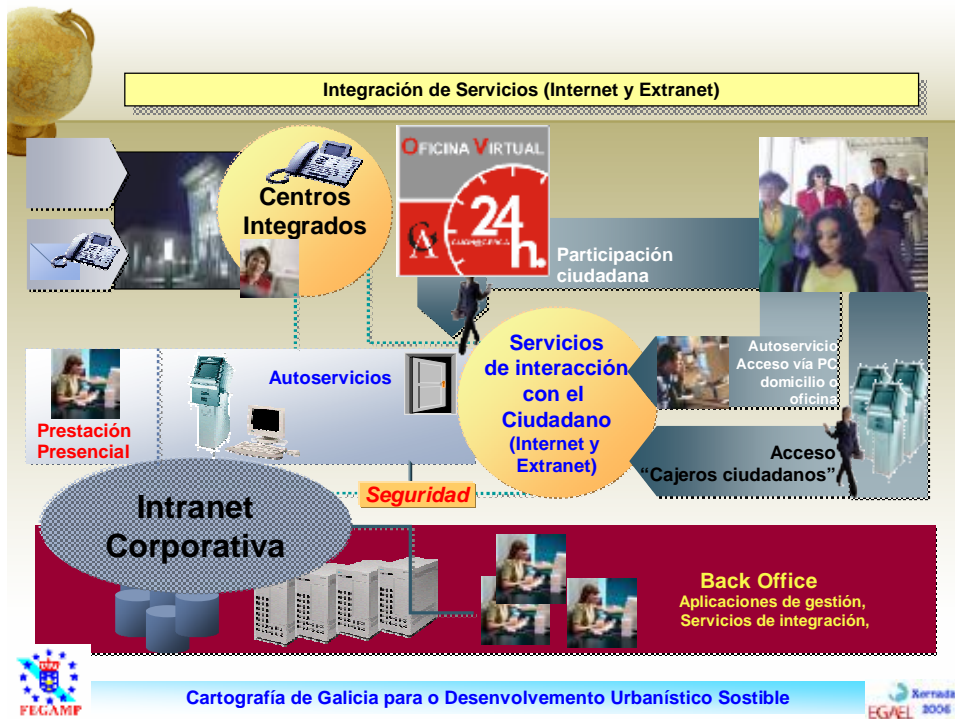 Integración de Servicios (Internet y Extranet)
OFICINA VIRTUAL
24
h.
Centros
Integrados
Participación
ciudadana
Servicios
de interacción
con el
Ciudadano
(Internet y
Extranet)
Autoservicio
Acceso vía PC
domicilio o
oficina
Autoservicios
Prestación
Presencial
Acceso
“Cajeros ciudadanos”
Seguridad
Intranet
Corporativa
Back Office
Aplicaciones de gestión,
Servicios de integración,
FEGAMP
Cartografía de Galicia para o Desenvolvemento Urbanístico Sostible
Xornada
2006
EGAEL